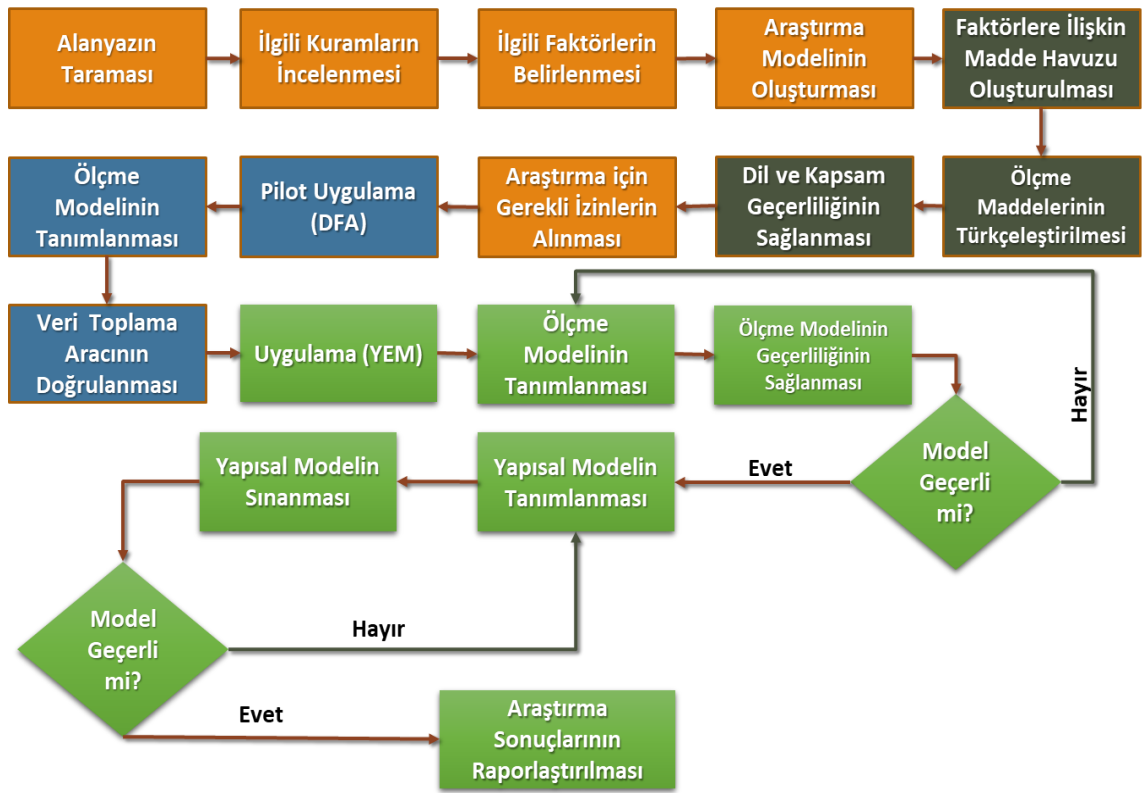 Alanyazın
Taraması
İlgili Kuramların
İncelenmesi
İlgili Faktörlerin
Belirlenmesi
Araştırma
Modelinin
Oluşturması
Faktörlere İlişkin
Madde Havuzu
Oluşturulması
Ölçme
Modelinin
Tanımlanması
Pilot Uygulama
(DFA)
Araştırma için
Gerekli İzinlerin
Alınması
Dil ve Kapsam
Geçerliliğinin
Sağlanması
Ölçme
Maddelerinin
Türkçeleştirilmesi
Veri Toplama
Aracının
Doğrulanması
Uygulama (YEM)
Ölçme
Modelinin
Tanımlanması
Ölçme Modelinin
Geçerliliğinin
Sağlanması
Hayır
Yapısal Modelin
Sınanması
Yapısal Modelin
Tanımlanması
Evet
Model
Geçerli
mi?
Model
Geçerli
mi?
Hayır
Evet
Araştırma
Sonuçlarının
Raporlaştırılması